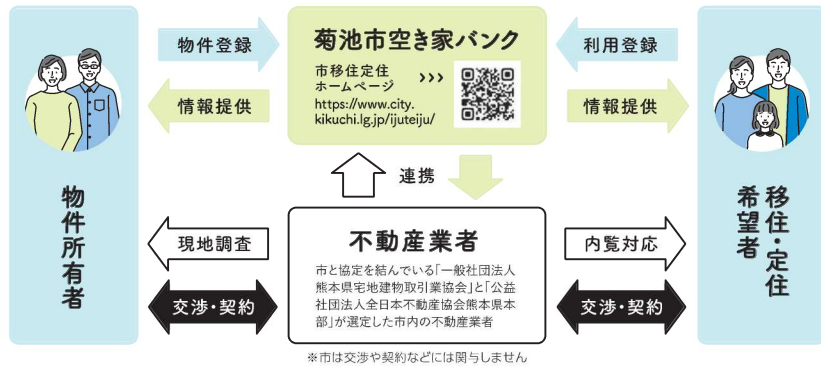 物件登録
情報提供
菊池市空き家バンク
市移住定住
ホームページ
>>>
https://www.city.
kikuchi.lg.jp/ijuteiju/
利用登録
情報提供
連携
物件所有者
移住・定住
希望者
現地調査
交渉・契約
不動産業者
市と協定を結んでいる「一般社団法人
熊本県宅地建物取引業協会」と「公益
社団法人全日本不動産協会熊本県本
部」が選定した市内の不動産業者
内覧対応
交渉・契約
※市は交渉や契約などには関与しません